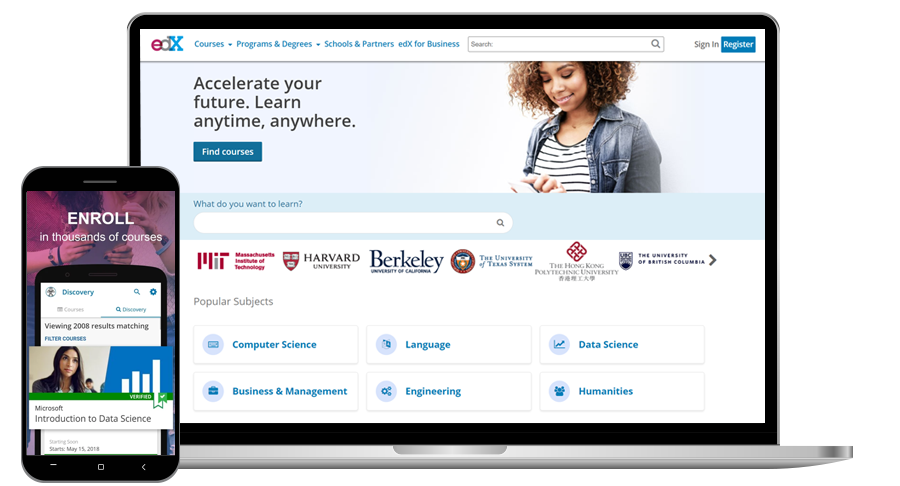 edX
Courses Programs & Degrees Schools & Partners edX for Business
Search:
Sign In Register
Accelerate your
future. Learn
anytime, anywhere.
Find courses
What do you want to learn?
MIT Massachusetts
Institute of
Technology
HARVARD
UNIVERSITY
Berkeley
UNIVERSITY OF CALIFORNIA
THE UNIVERSITY
OF TEXAS SYSTEM
THE HONG KONG
POLYTECHNIC UNIVERSITY
香港理工大學
UBC
THE UNIVERSITY
OF BRITISH COLUMBIA
Popular Subjects
Computer Science
Language
Data Science
Business & Management
Engineering
Humanities
ENROLL
in thousands of courses
Discovery
Courses Discovery
Viewing 2008 results matching
FILTER COURSES
VERIFIED
Microsoft
Introduction to Data Science
Starting Soon
Starts: May 15, 2018